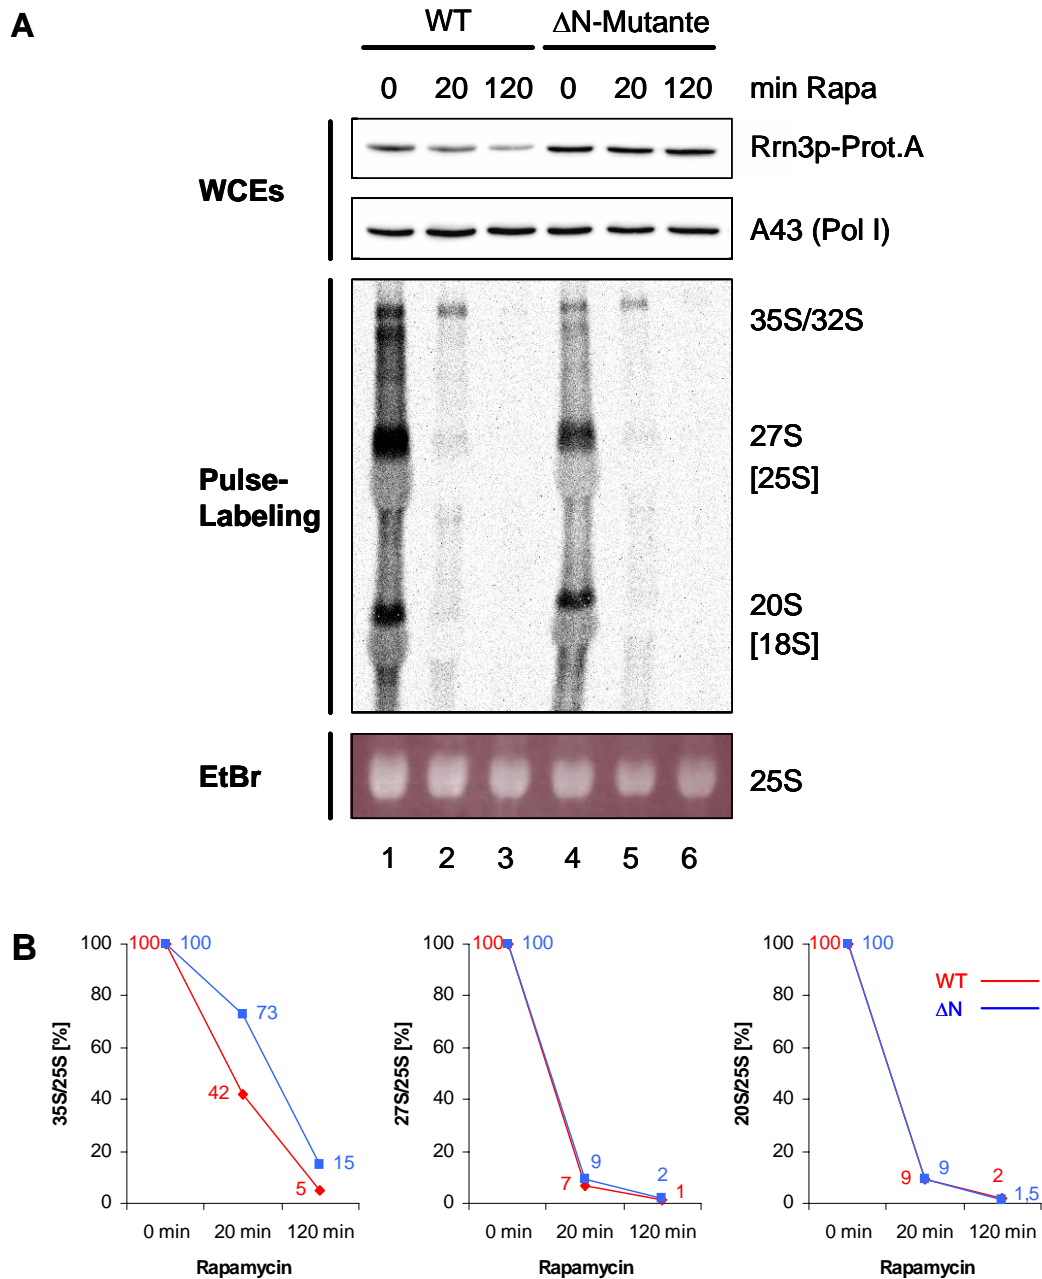 A
WT ΔN-Mutante
0 20 120 0 20 120 min Rapa
Rrn3p-Prot.A
WCEs
A43 (Pol I)
35S/32S
27S
[25S]
Pulse-
Labeling
20S
[18S]
EtBr 25S
1 2 3 4 5 6
B
35S/25S [%]
100
80
60
40
20
0
100 100
73
42
15
5
0 min 20 min 120 min
Rapamycin
27S/25S [%]
100
80
60
40
20
0
100 100
9
7
2
1
0 min 20 min 120 min
Rapamycin
20S/25S [%]
100
80
60
40
20
0
100 100
9 9
2
1,5
0 min 20 min 120 min
Rapamycin
WT
ΔN